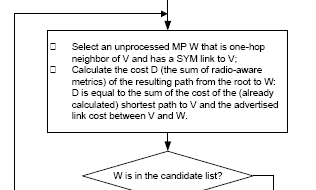 Select an unprocessed MP W that is one-hop
neighbor of V and has a SYM link to V;
Calculate the cost D (the sum of radio-aware
metrics) of the resulting path from the root to W:
D is equal to the sum of the cost of the (already
calculated) shortest path to V and the advertised
link cost between V and W.
W is in the candidate list?